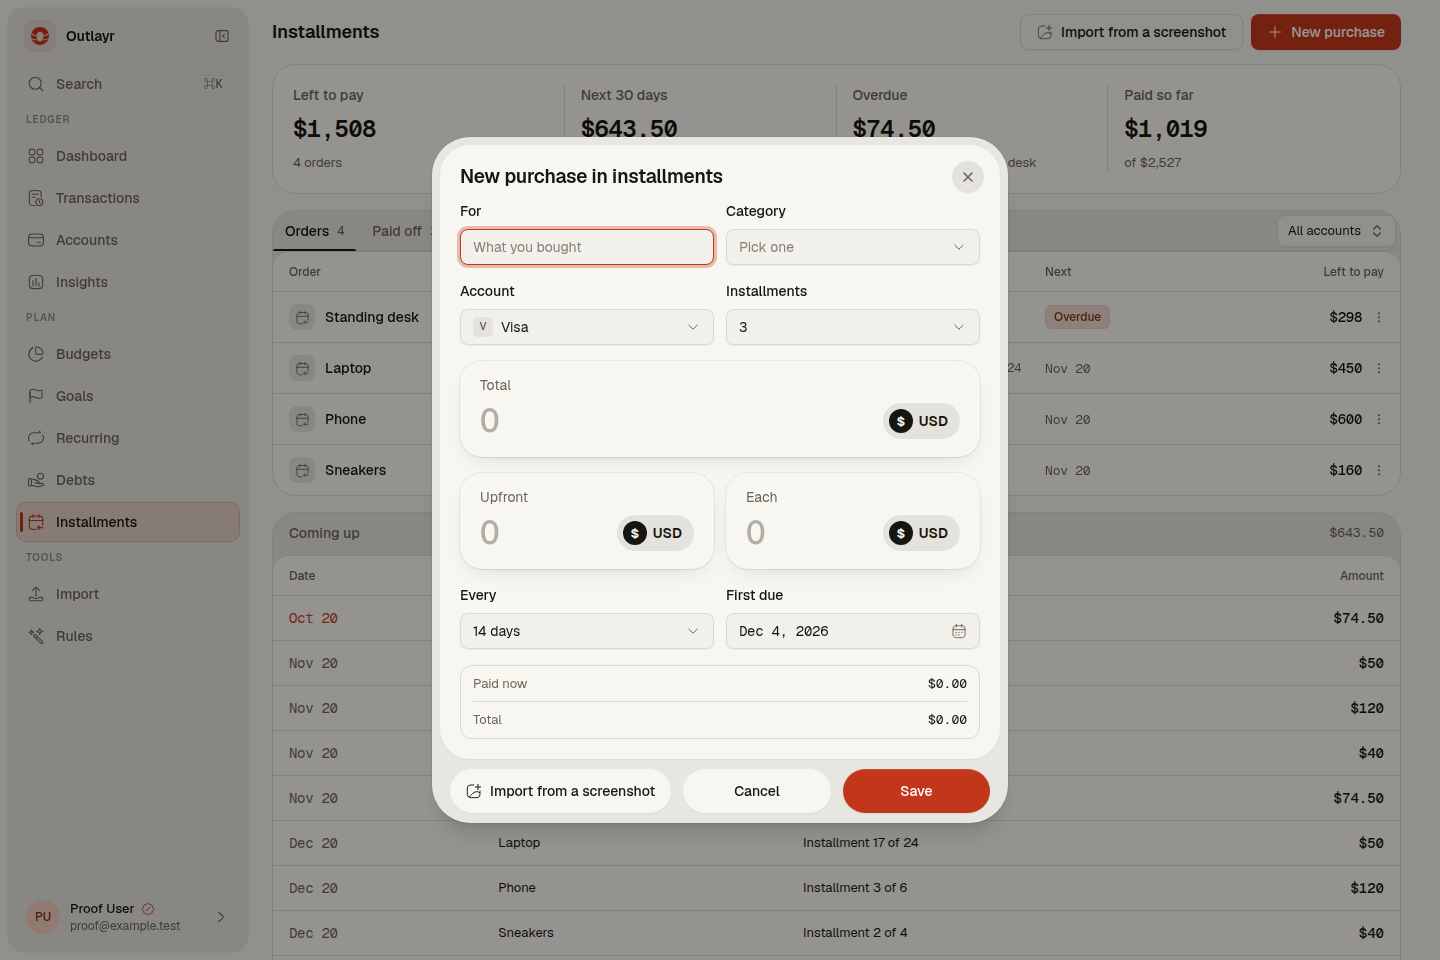 Outlayr
Search
⌘K
LEDGER
Dashboard
Transactions
Accounts
Insights
PLAN
Budgets
Goals
Recurring
Debts
Installments
TOOLS
Import
Rules
PU
Proof User
proof@example.test
Installments
Import from a screenshot
New purchase
Left to pay
$1,508
4 orders
Next 30 days
$643.50
Overdue
$74.50
desk
Paid so far
$1,019
of $2,527
Orders 4
Paid off
All accounts
Order
Next
Left to pay
Standing desk
Overdue
$298
Laptop
24
Nov 20
$450
Phone
Nov 20
$600
Sneakers
Nov 20
$160
Coming up
$643.50
Date
Amount
Oct 20
$74.50
Nov 20
$50
Nov 20
$120
Nov 20
$40
Nov 20
$74.50
Dec 20
Laptop
Installment 17 of 24
$50
Dec 20
Phone
Installment 3 of 6
$120
Dec 20
Sneakers
Installment 2 of 4
$40
New purchase in installments
For
What you bought
Category
Pick one
Account
V Visa
Installments
3
Total
0
$ USD
Upfront
0
$ USD
Each
0
$ USD
Every
14 days
First due
Dec 4, 2026
Paid now
$0.00
Total
$0.00
Import from a screenshot
Cancel
Save